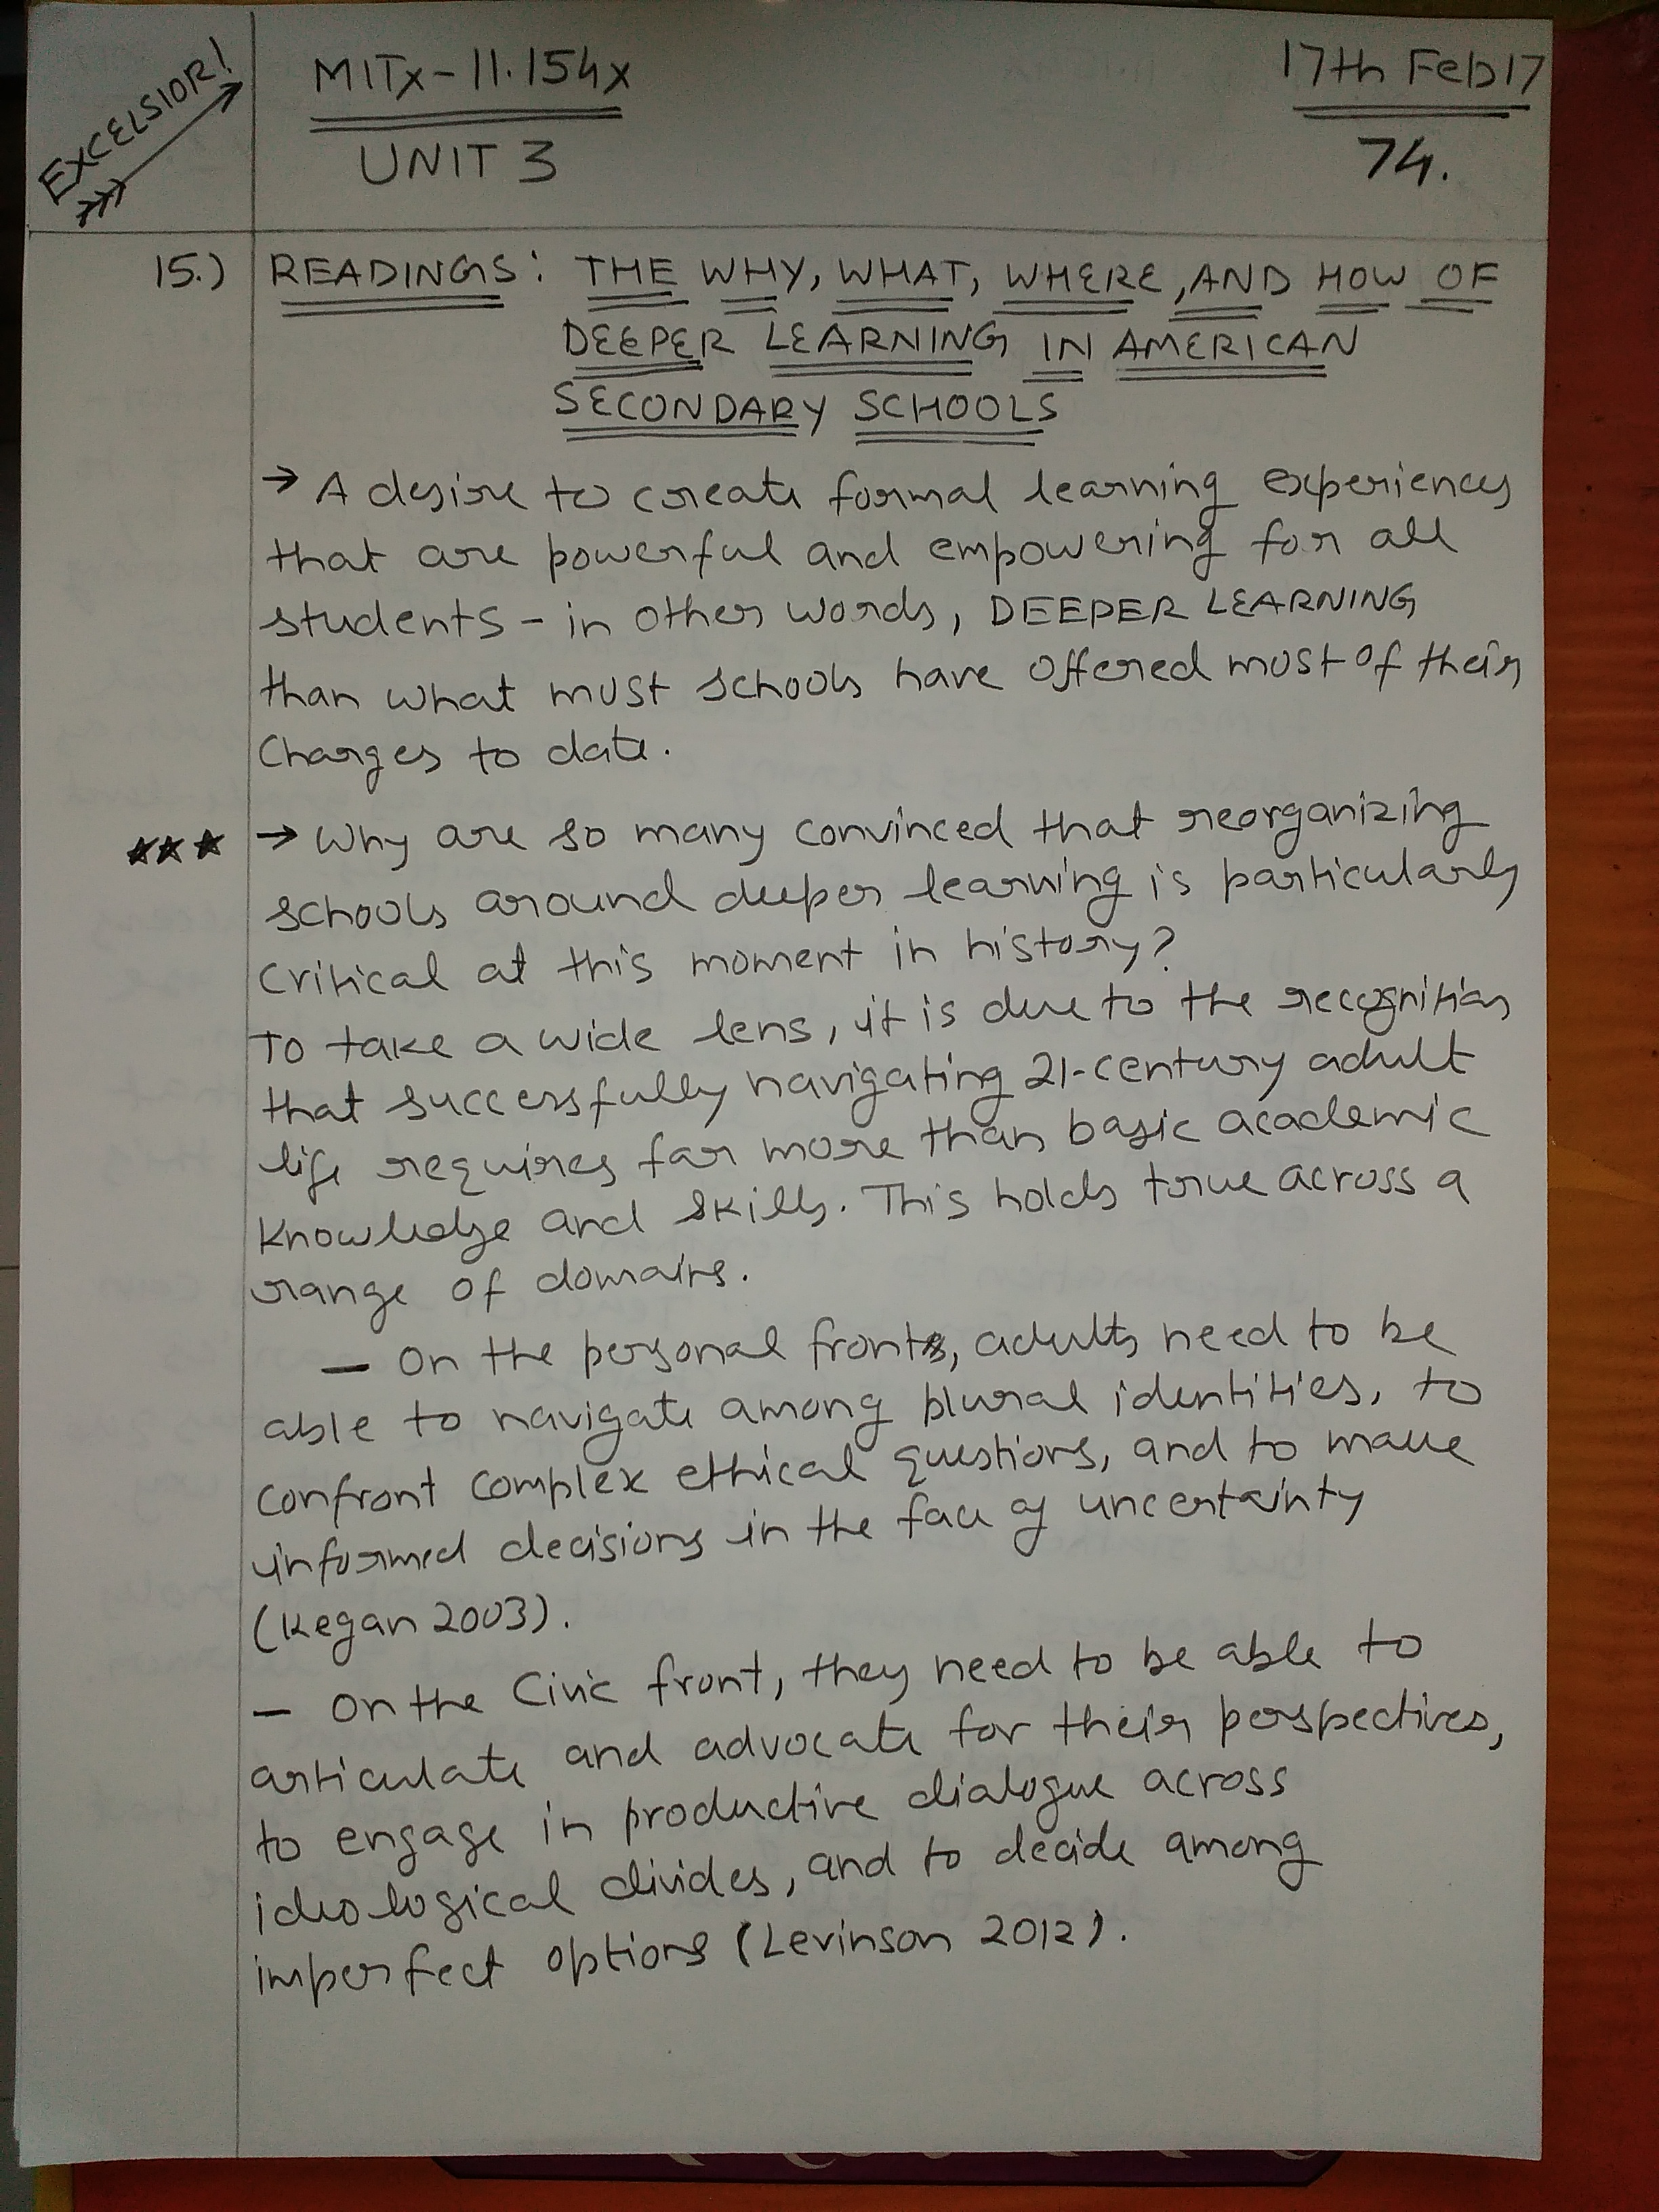 EXCELSIOR!
MITx-11.154x
17th Feb17
UNIT 3
74.
15.) READINGS: THE WHY, WHAT, WHERE, AND HOW OF
DEEPER LEARNING IN AMERICAN
SECONDARY SCHOOLS
→ A desire to create formal learning experiences
that are powerful and empowering for all
students - in other words, DEEPER LEARNING
than what must schools have offered most of their
Charges to date.
★★★ → Why are so many convinced that reorganizing
schools around deeper learning is particularly
critical at this moment in history?
To take a wide lens, it is due to the recognition
that successfully navigating 21-century adult
life requires far more than basic academic
knowledge and skills. This holds true across a
range of domains.
— On the personal front, adults need to be
able to navigate among plural identities, to
confront complex ethical questions, and to make
informed decisions in the face of uncertainty
(Kegan 2003).
— On the Civic front, they need to be able to
articulate and advocate for their perspectives,
to engage in productive dialogue across
ideological divides, and to decide among
imperfect options (Levinson 2012).